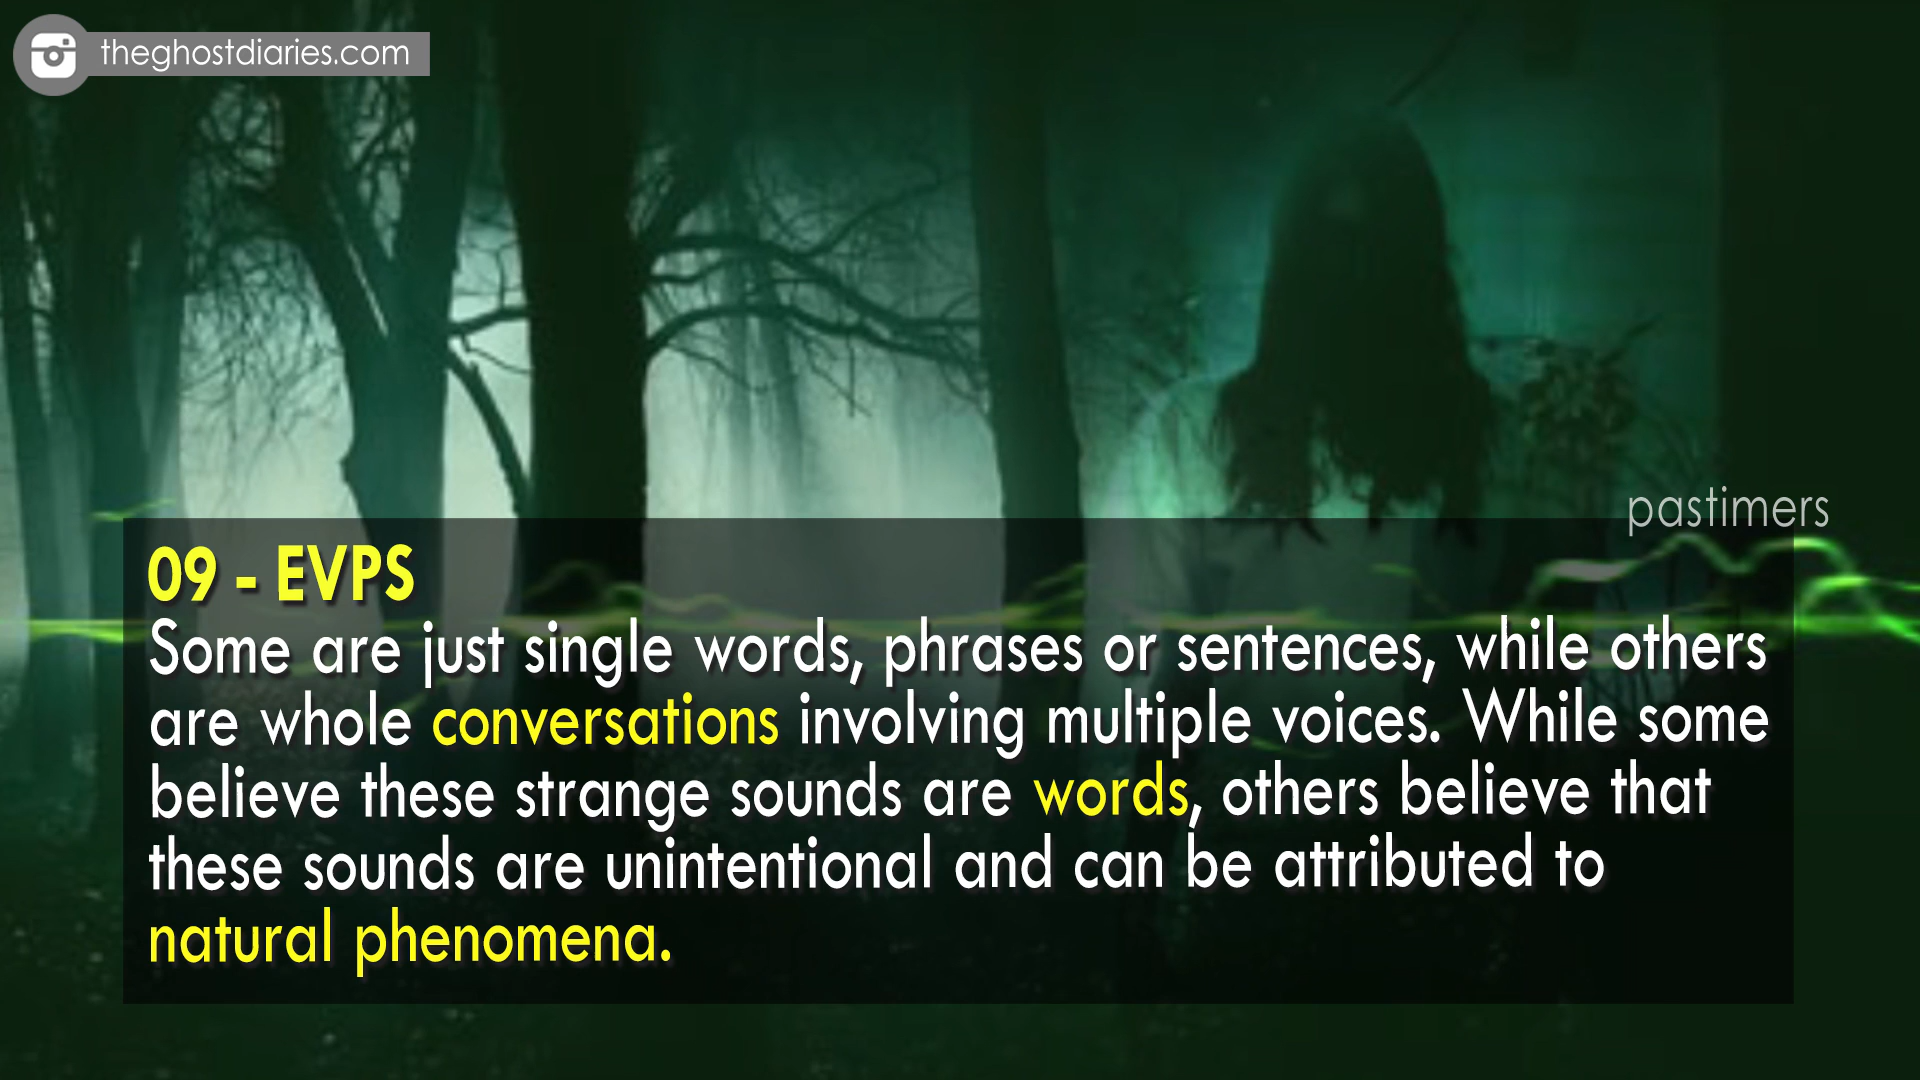 theghostdiaries.com
pastimers
09 - EVPS
Some are just single words, phrases or sentences, while others
are whole conversations involving multiple voices. While some
believe these strange sounds are words, others believe that
these sounds are unintentional and can be attributed to
natural phenomena.